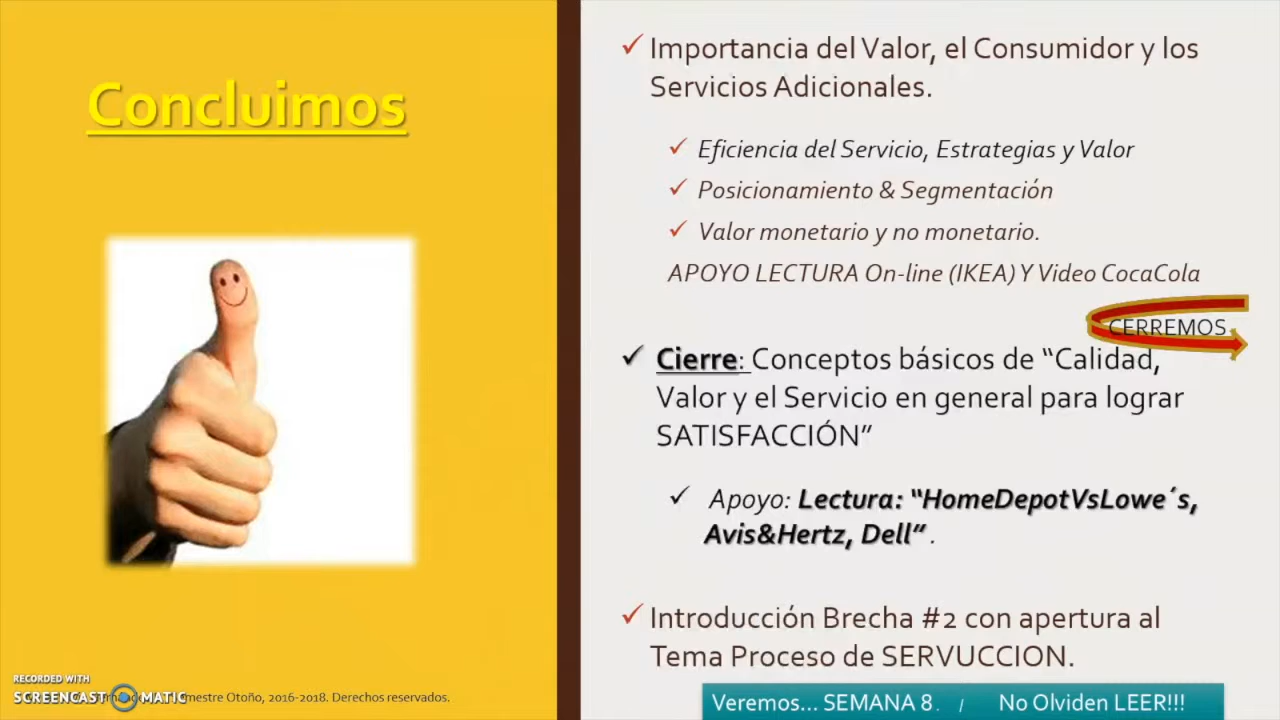 Concluimos
Importancia del Valor, el Consumidor y los
Servicios Adicionales.
Eficiencia del Servicio, Estrategias y Valor
Posicionamiento & Segmentación
Valor monetario y no monetario.
APOYO LECTURA On-line (IKEA) Y Video CocaCola
CERREMOS
Cierre: Conceptos básicos de “Calidad,
Valor y el Servicio en general para lograr
SATISFACCIÓN”
Apoyo: Lectura: “HomeDepotVsLowe´s,
Avis&Hertz, Dell” .
Introducción Brecha #2 con apertura al
Tema Proceso de SERVUCCION.
Veremos... SEMANA 8. / No Olviden LEER!!!
RECORDED WITH
SCREENCAST MATIC
Otoño, 2016-2018. Derechos reservados.